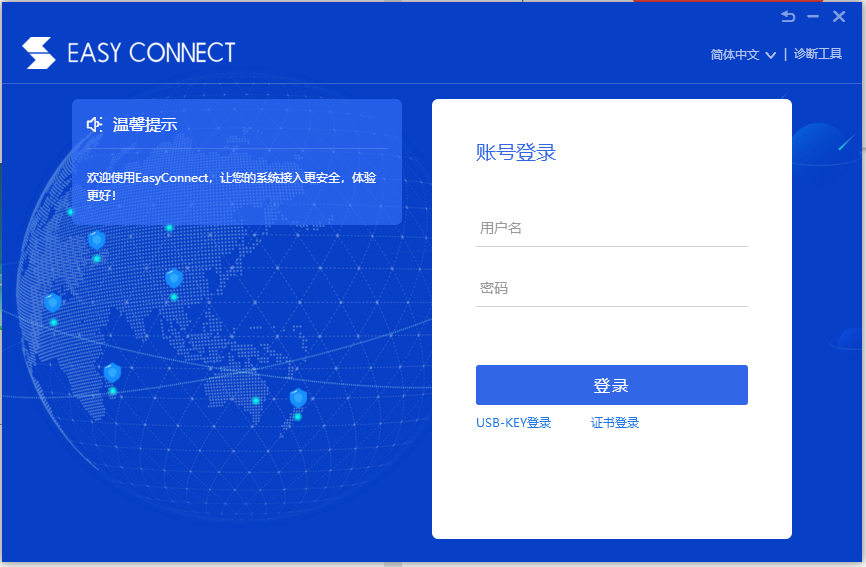 EASY CONNECT
简体中文 | 诊断工具
温馨提示
欢迎使用EasyConnect，让您的系统接入更安全，体验
更好！
账号登录
用户名
密码
登录
USB-KEY登录 证书登录